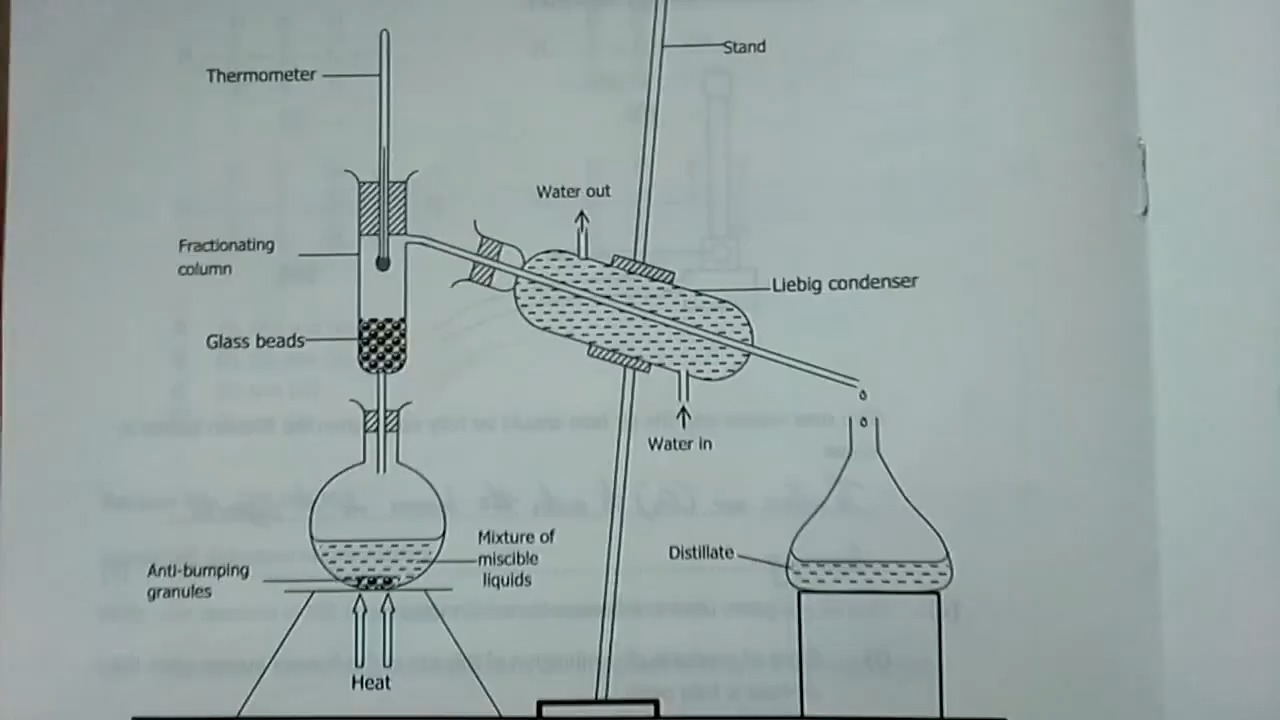 Stand
Thermometer
Water out
Fractionating
column
Liebig condenser
Glass beads
Water in
Mixture of
miscible
liquids
Distillate
Anti-bumping
granules
Heat